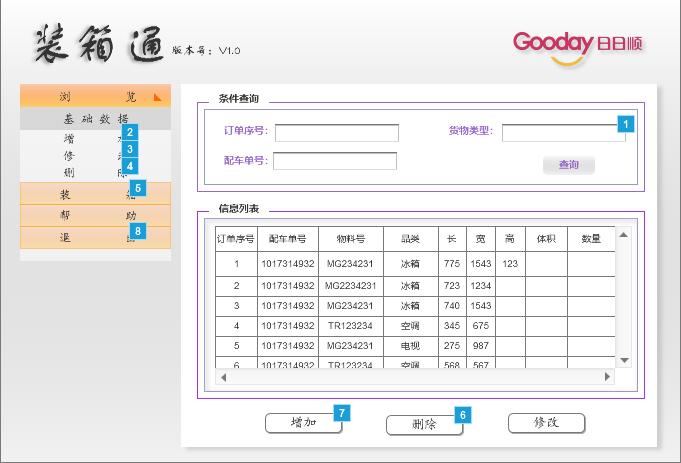 装箱通 版本号：V1.0
Gooday 日日顺
浏 览
基础数据
增 2
修 3
删 除 4
装 箱 5
帮 助
退 出 8
条件查询
订单序号： 货物类型： 1
配车单号： 查询
信息列表
订单序号 配车单号 物料号 品类 长 宽 高 体积 数量
1 1017314932 MG234231 冰箱 775 1543 123
2 1017314932 MG2234231 冰箱 723 1234
3 1017314932 MG234231 冰箱 740 1543
4 1017314932 TR123234 空调 345 675
5 1017314932 MG234231 电视 275 987
6 1017314932 TR123234 空调 568 567
增加 7 删除 6 修改